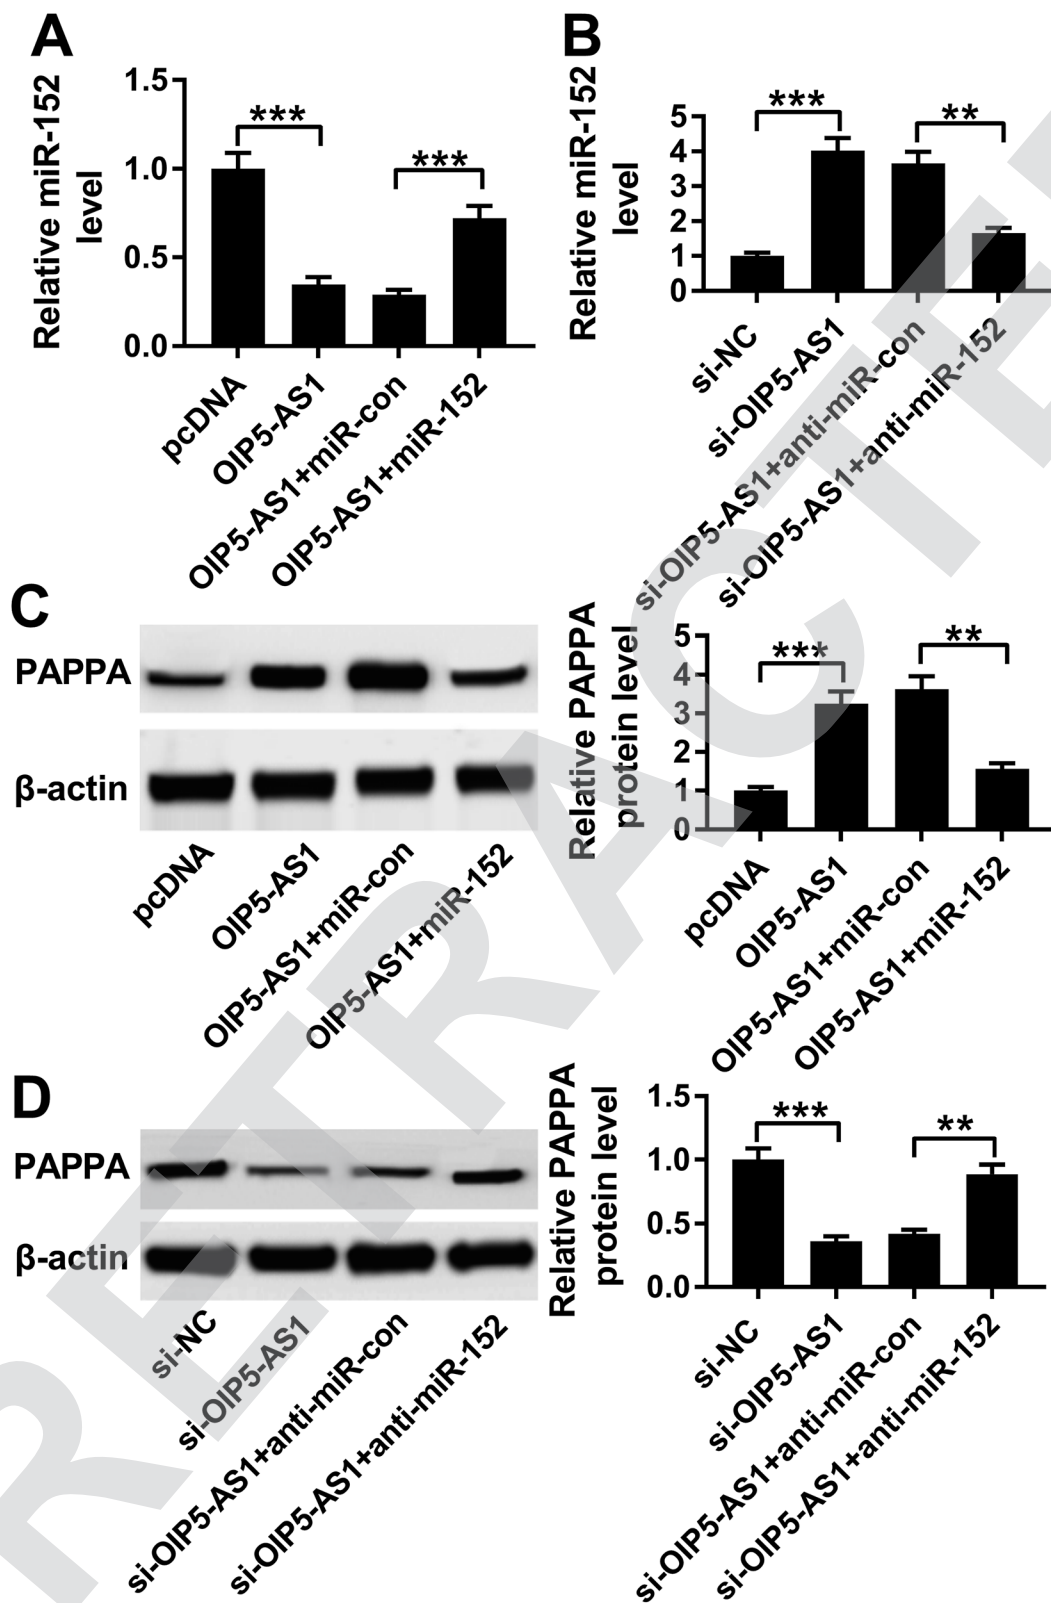 A
Relative miR-152
level
1.5
1.0
0.5
0.0
***
***
pcDNA
OIP5-AS1
OIP5-AS1+miR-con
OIP5-AS1+miR-152
B
Relative miR-152
level
5
4
3
2
1
0
***
**
si-NC
si-OIP5-AS1
si-OIP5-AS1+anti-miR-con
si-OIP5-AS1+anti-miR-152
C
PAPPA
β-actin
pcDNA
OIP5-AS1
OIP5-AS1+miR-con
OIP5-AS1+miR-152
Relative PAPPA
protein level
5
4
3
2
1
0
***
**
pcDNA
OIP5-AS1
OIP5-AS1+miR-con
OIP5-AS1+miR-152
D
PAPPA
β-actin
si-NC
si-OIP5-AS1
si-OIP5-AS1+anti-miR-con
si-OIP5-AS1+anti-miR-152
Relative PAPPA
protein level
1.5
1.0
0.5
0.0
***
**
si-NC
si-OIP5-AS1
si-OIP5-AS1+anti-miR-con
si-OIP5-AS1+anti-miR-152
RETRACTE